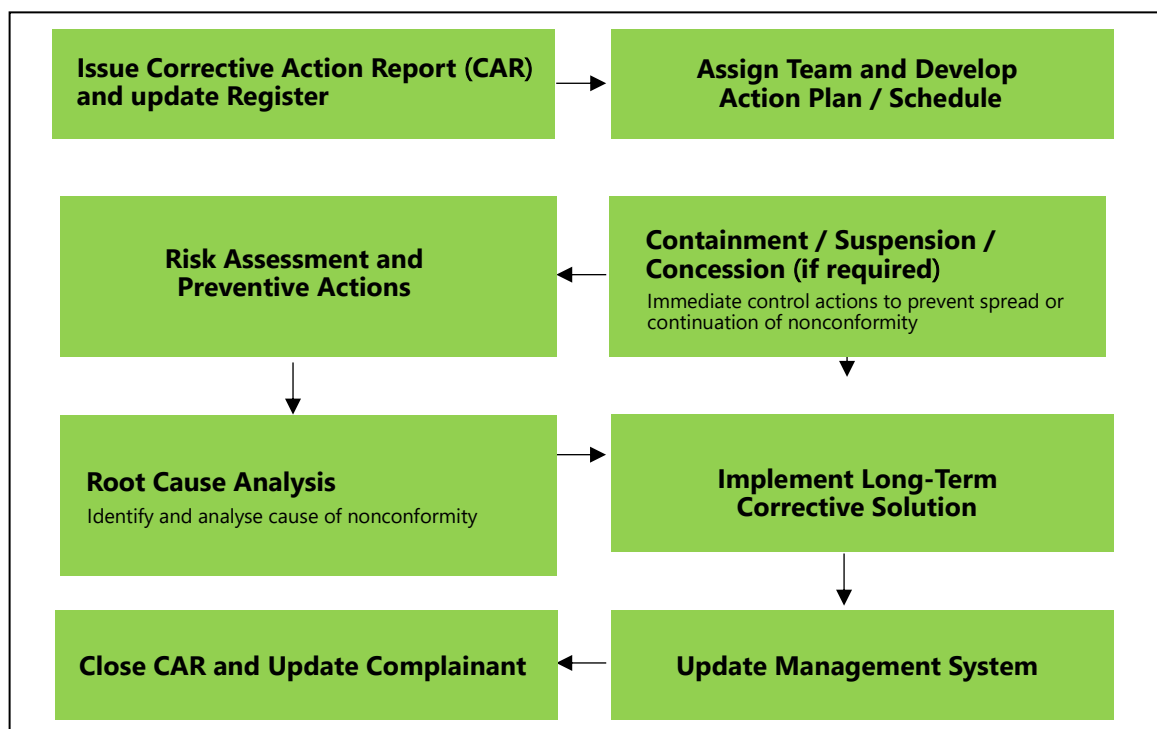 Issue Corrective Action Report (CAR)
and update Register
Assign Team and Develop
Action Plan / Schedule
Risk Assessment and
Preventive Actions
Containment / Suspension /
Concession (if required)
Immediate control actions to prevent spread or
continuation of nonconformity
Root Cause Analysis
Identify and analyse cause of nonconformity
Implement Long-Term
Corrective Solution
Close CAR and Update Complainant
Update Management System